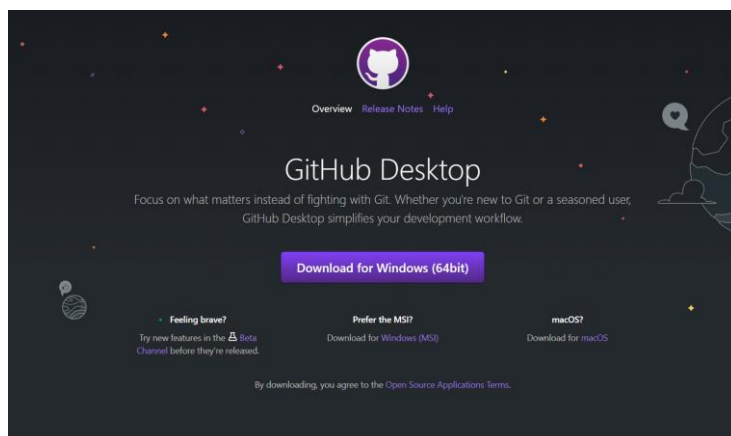 Overview Release Notes Help
GitHub Desktop
Focus on what matters instead of fighting with Git. Whether you're new to Git or a seasoned user,
GitHub Desktop simplifies your development workflow.
Download for Windows (64bit)
Feeling brave?
Try new features in the Beta
Channel before they're released.
Prefer the MSI?
Download for Windows (MSI)
macOS?
Download for macOS
By downloading, you agree to the Open Source Applications Terms.